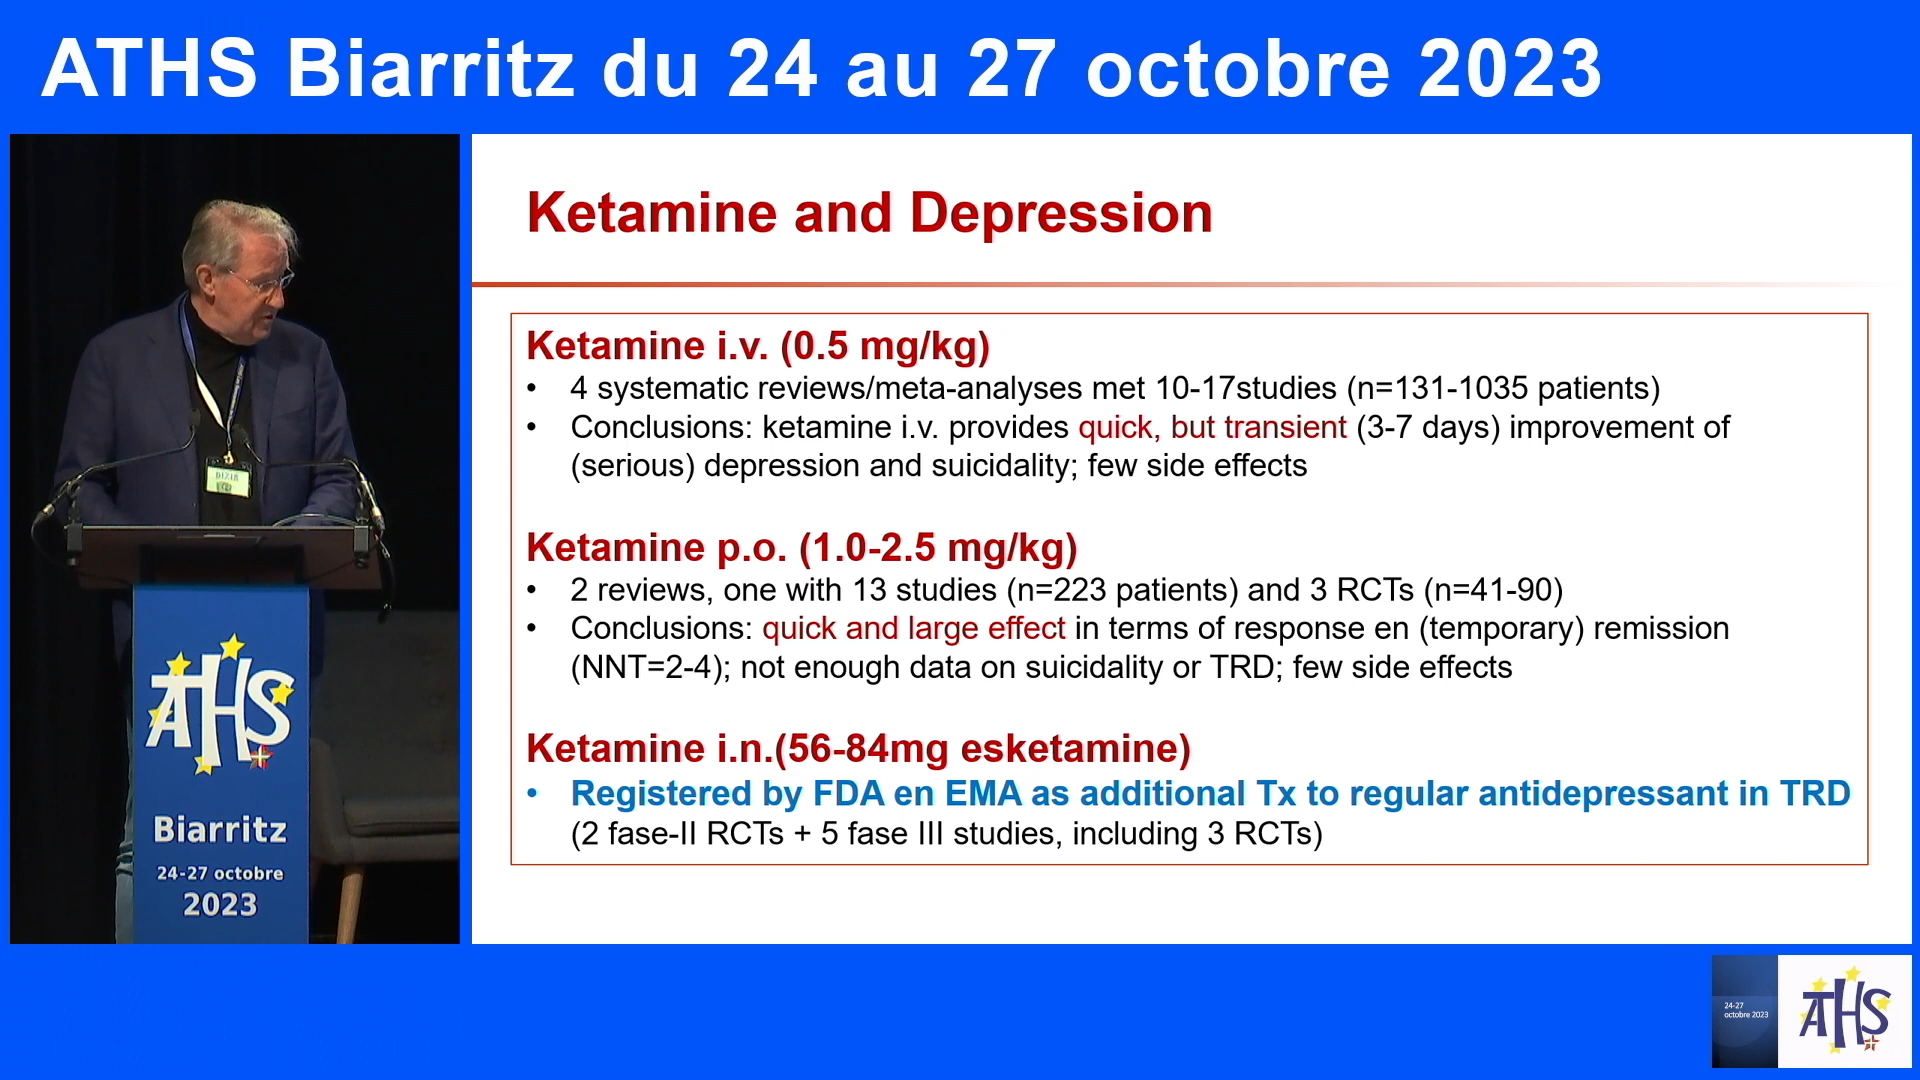 ATHS Biarritz du 24 au 27 octobre 2023
Ketamine and Depression
Ketamine i.v. (0.5 mg/kg)
• 4 systematic reviews/meta-analyses met 10-17studies (n=131-1035 patients)
• Conclusions: ketamine i.v. provides quick, but transient (3-7 days) improvement of
(serious) depression and suicidality; few side effects
Ketamine p.o. (1.0-2.5 mg/kg)
• 2 reviews, one with 13 studies (n=223 patients) and 3 RCTs (n=41-90)
• Conclusions: quick and large effect in terms of response en (temporary) remission
(NNT=2-4); not enough data on suicidality or TRD; few side effects
Ketamine i.n.(56-84mg esketamine)
• Registered by FDA en EMA as additional Tx to regular antidepressant in TRD
(2 fase-II RCTs + 5 fase III studies, including 3 RCTs)
ATHS
Biarritz
24-27 octobre
2023
24-27
octobre 2023
ATHS